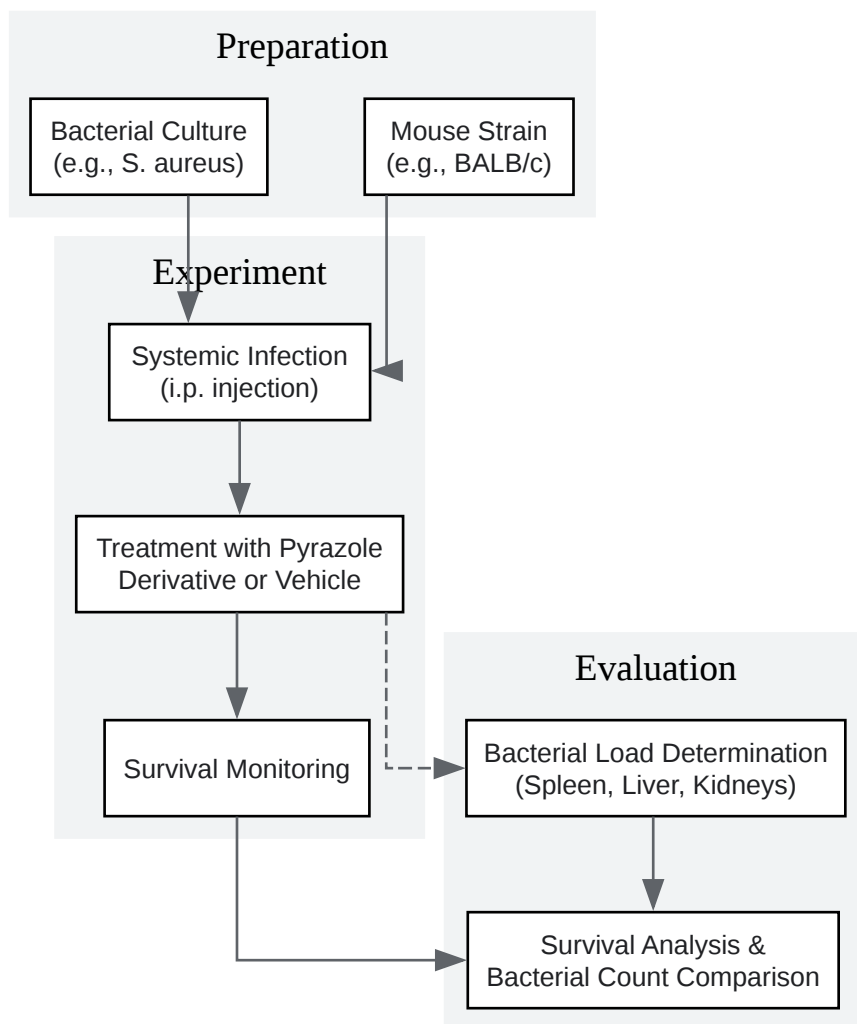 Preparation
Bacterial Culture
(e.g., S. aureus)
Mouse Strain
(e.g., BALB/c)
Experiment
Systemic Infection
(i.p. injection)
Treatment with Pyrazole
Derivative or Vehicle
Survival Monitoring
Evaluation
Bacterial Load Determination
(Spleen, Liver, Kidneys)
Survival Analysis &
Bacterial Count Comparison